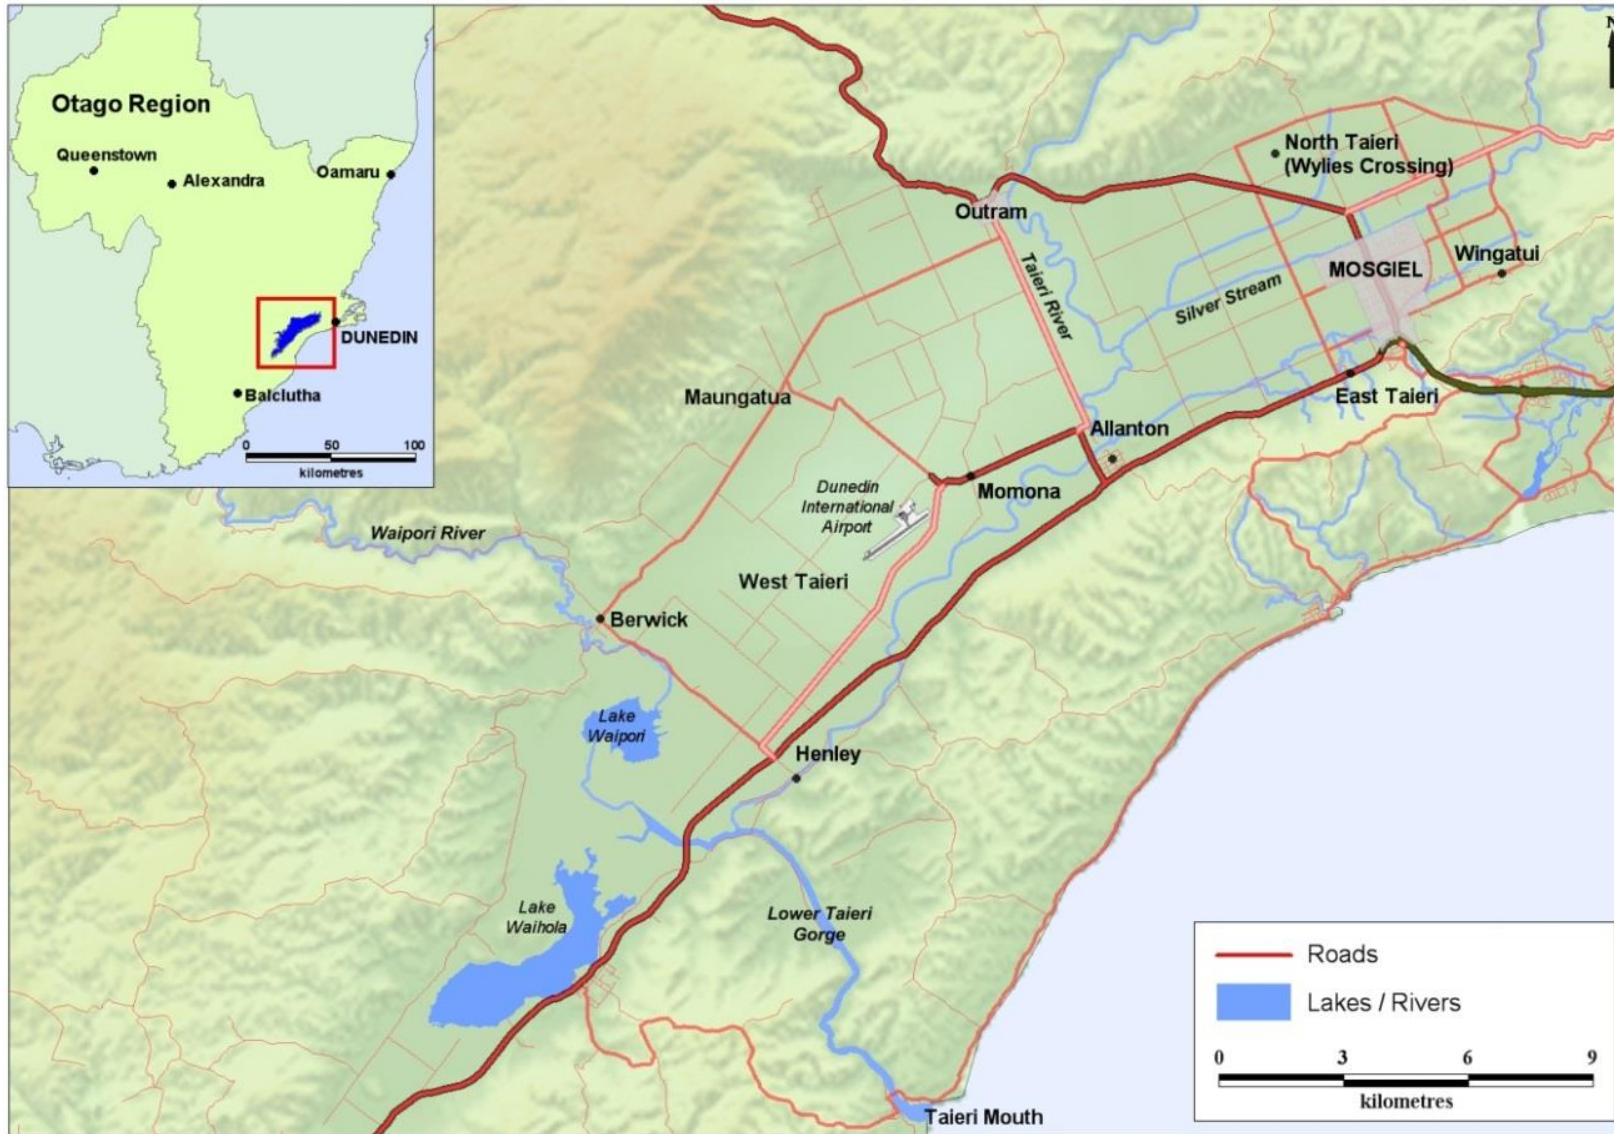 Otago Region
Queenstown
Alexandra
Oamaru
DUNEDIN
Balclutha
0 50 100
kilometres
N
North Taieri
(Wylies Crossing)
Outram
MOSGIEL
Wingatui
Taieri River
Silver Stream
East Taieri
Maungatua
Allanton
Momona
Dunedin
International
Airport
Waipori River
West Taieri
Berwick
Lake
Waipori
Henley
Lake
Waihola
Lower Taieri
Gorge
Taieri Mouth
Roads
Lakes / Rivers
0 3 6 9
kilometres